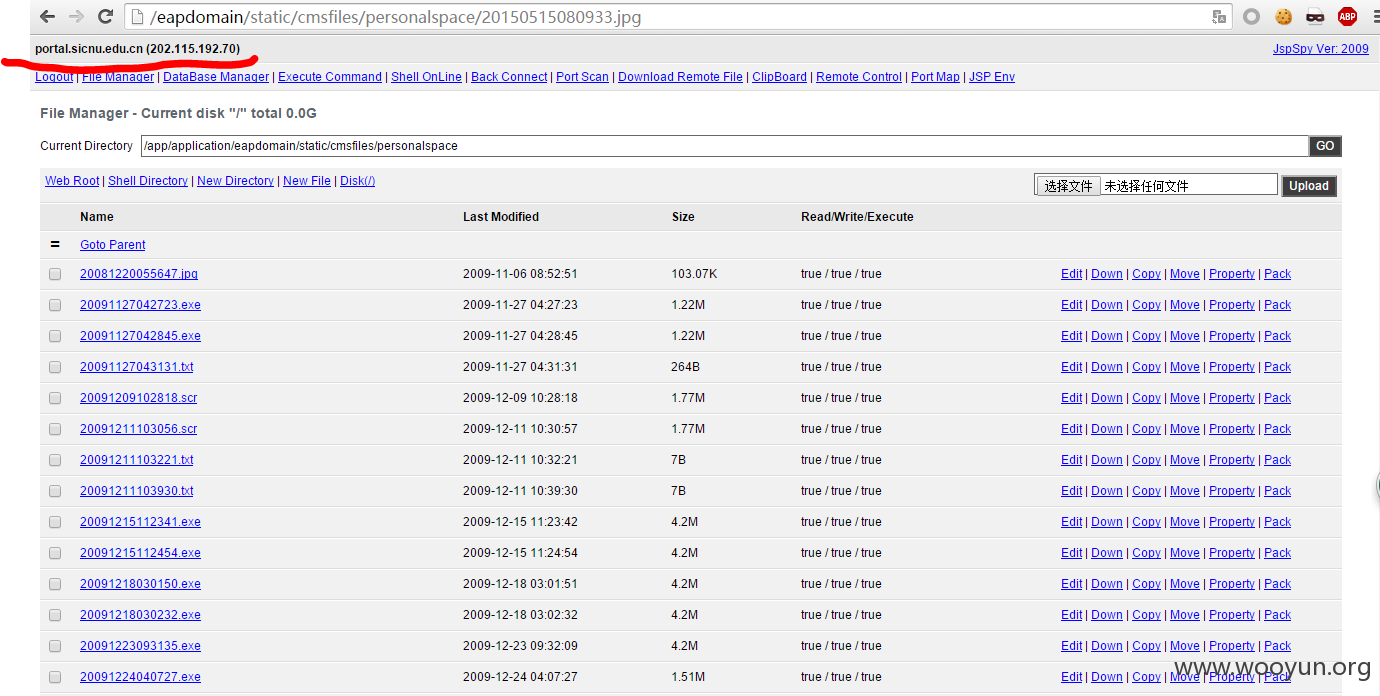 /eapdomain/static/cmsfiles/personalspace/20150515080933.jpg
ABP
portal.sicnu.edu.cn (202.115.192.70) JspSpy Ver: 2009
Logout | File Manager | DataBase Manager | Execute Command | Shell OnLine | Back Connect | Port Scan | Download Remote File | ClipBoard | Remote Control | Port Map | JSP Env
File Manager - Current disk "/" total 0.0G
Current Directory /app/application/eapdomain/static/cmsfiles/personalspace GO
Web Root | Shell Directory | New Directory | New File | Disk(/) 选择文件 未选择任何文件 Upload
Name Last Modified Size Read/Write/Execute
= Goto Parent
20081220055647.jpg 2009-11-06 08:52:51 103.07K true / true / true Edit | Down | Copy | Move | Property | Pack
20091127042723.exe 2009-11-27 04:27:23 1.22M true / true / true Edit | Down | Copy | Move | Property | Pack
20091127042845.exe 2009-11-27 04:28:45 1.22M true / true / true Edit | Down | Copy | Move | Property | Pack
20091127043131.txt 2009-11-27 04:31:31 264B true / true / true Edit | Down | Copy | Move | Property | Pack
20091209102818.scr 2009-12-09 10:28:18 1.77M true / true / true Edit | Down | Copy | Move | Property | Pack
20091211103056.scr 2009-12-11 10:30:57 1.77M true / true / true Edit | Down | Copy | Move | Property | Pack
20091211103221.txt 2009-12-11 10:32:21 7B true / true / true Edit | Down | Copy | Move | Property | Pack
20091211103930.txt 2009-12-11 10:39:30 7B true / true / true Edit | Down | Copy | Move | Property | Pack
20091215112341.exe 2009-12-15 11:23:42 4.2M true / true / true Edit | Down | Copy | Move | Property | Pack
20091215112454.exe 2009-12-15 11:24:54 4.2M true / true / true Edit | Down | Copy | Move | Property | Pack
20091218030150.exe 2009-12-18 03:01:51 4.2M true / true / true Edit | Down | Copy | Move | Property | Pack
20091218030232.exe 2009-12-18 03:02:32 4.2M true / true / true Edit | Down | Copy | Move | Property | Pack
20091223093135.exe 2009-12-23 09:32:09 4.2M true / true / true Edit | Down | Copy | Move | Property | Pack
20091224040727.exe 2009-12-24 04:07:27 1.51M true / true / true Edit | Down | Copy | Move | Property | Pack
www.wooyun.org